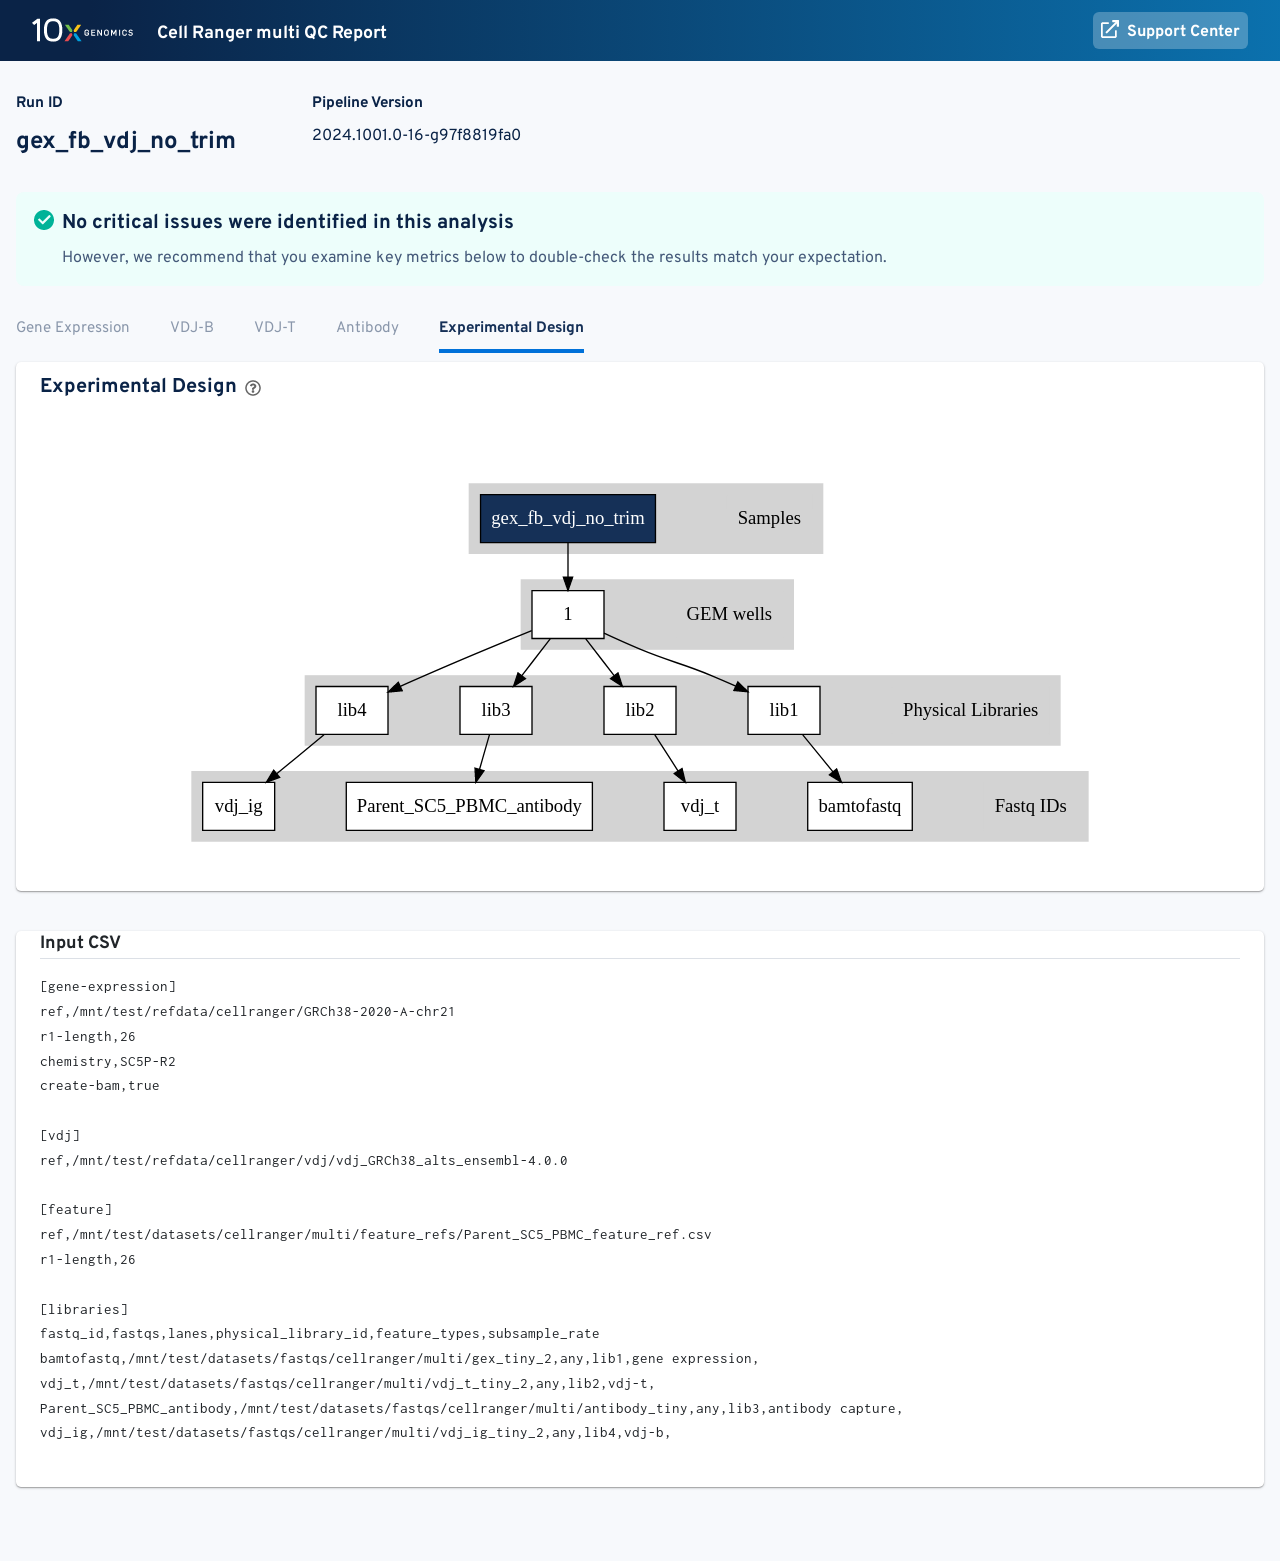 10X GENOMICS Cell Ranger multi QC Report
Support Center
Run ID
gex_fb_vdj_no_trim
Pipeline Version
2024.1001.0-16-g97f8819fa0
No critical issues were identified in this analysis
However, we recommend that you examine key metrics below to double-check the results match your expectation.
Gene Expression VDJ-B VDJ-T Antibody Experimental Design
Experimental Design ?
gex_fb_vdj_no_trim Samples
1 GEM wells
lib4 lib3 lib2 lib1 Physical Libraries
vdj_ig Parent_SC5_PBMC_antibody vdj_t bamtofastq Fastq IDs
Input CSV
[gene-expression]
ref,/mnt/test/refdata/cellranger/GRCh38-2020-A-chr21
r1-length,26
chemistry,SC5P-R2
create-bam,true
[vdj]
ref,/mnt/test/refdata/cellranger/vdj/vdj_GRCh38_alts_ensembl-4.0.0
[feature]
ref,/mnt/test/datasets/cellranger/multi/feature_refs/Parent_SC5_PBMC_feature_ref.csv
r1-length,26
[libraries]
fastq_id,fastqs,lanes,physical_library_id,feature_types,subsample_rate
bamtofastq,/mnt/test/datasets/fastqs/cellranger/multi/gex_tiny_2,any,lib1,gene expression,
vdj_t,/mnt/test/datasets/fastqs/cellranger/multi/vdj_t_tiny_2,any,lib2,vdj-t,
Parent_SC5_PBMC_antibody,/mnt/test/datasets/fastqs/cellranger/multi/antibody_tiny,any,lib3,antibody capture,
vdj_ig,/mnt/test/datasets/fastqs/cellranger/multi/vdj_ig_tiny_2,any,lib4,vdj-b,